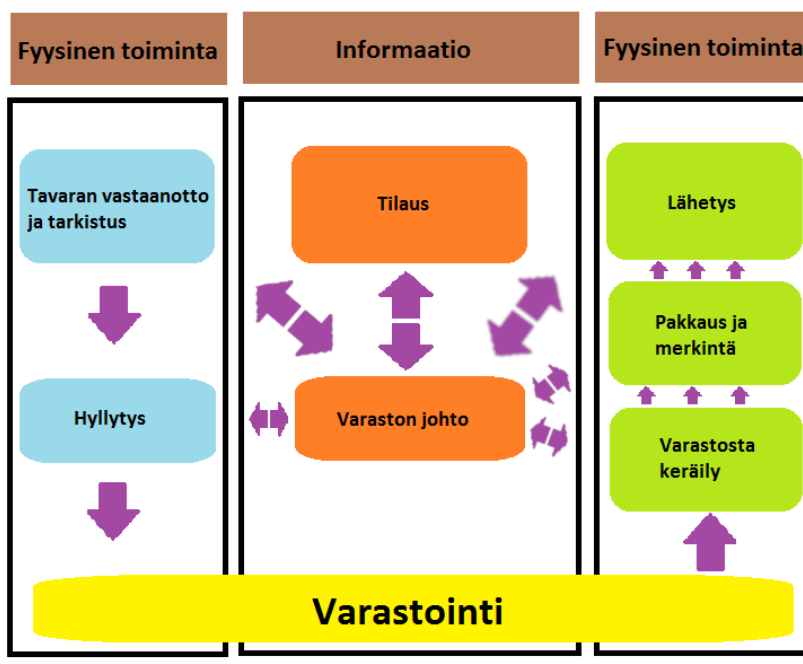 Fyysinen toiminta
Informaatio
Fyysinen toiminta
Tavaran vastaanotto
ja tarkistus
Hyllytys
Tilaus
Varaston johto
Lähetys
Pakkaus ja
merkintä
Varastosta
keräily
Varastointi